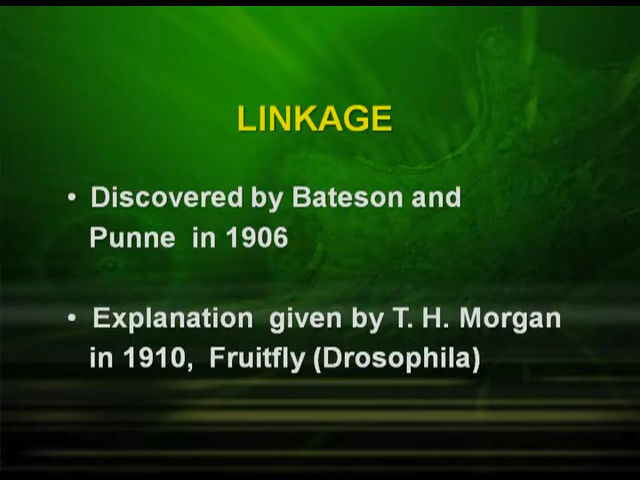 LINKAGE
• Discovered by Bateson and
Punne in 1906
• Explanation given by T. H. Morgan
in 1910, Fruitfly (Drosophila)